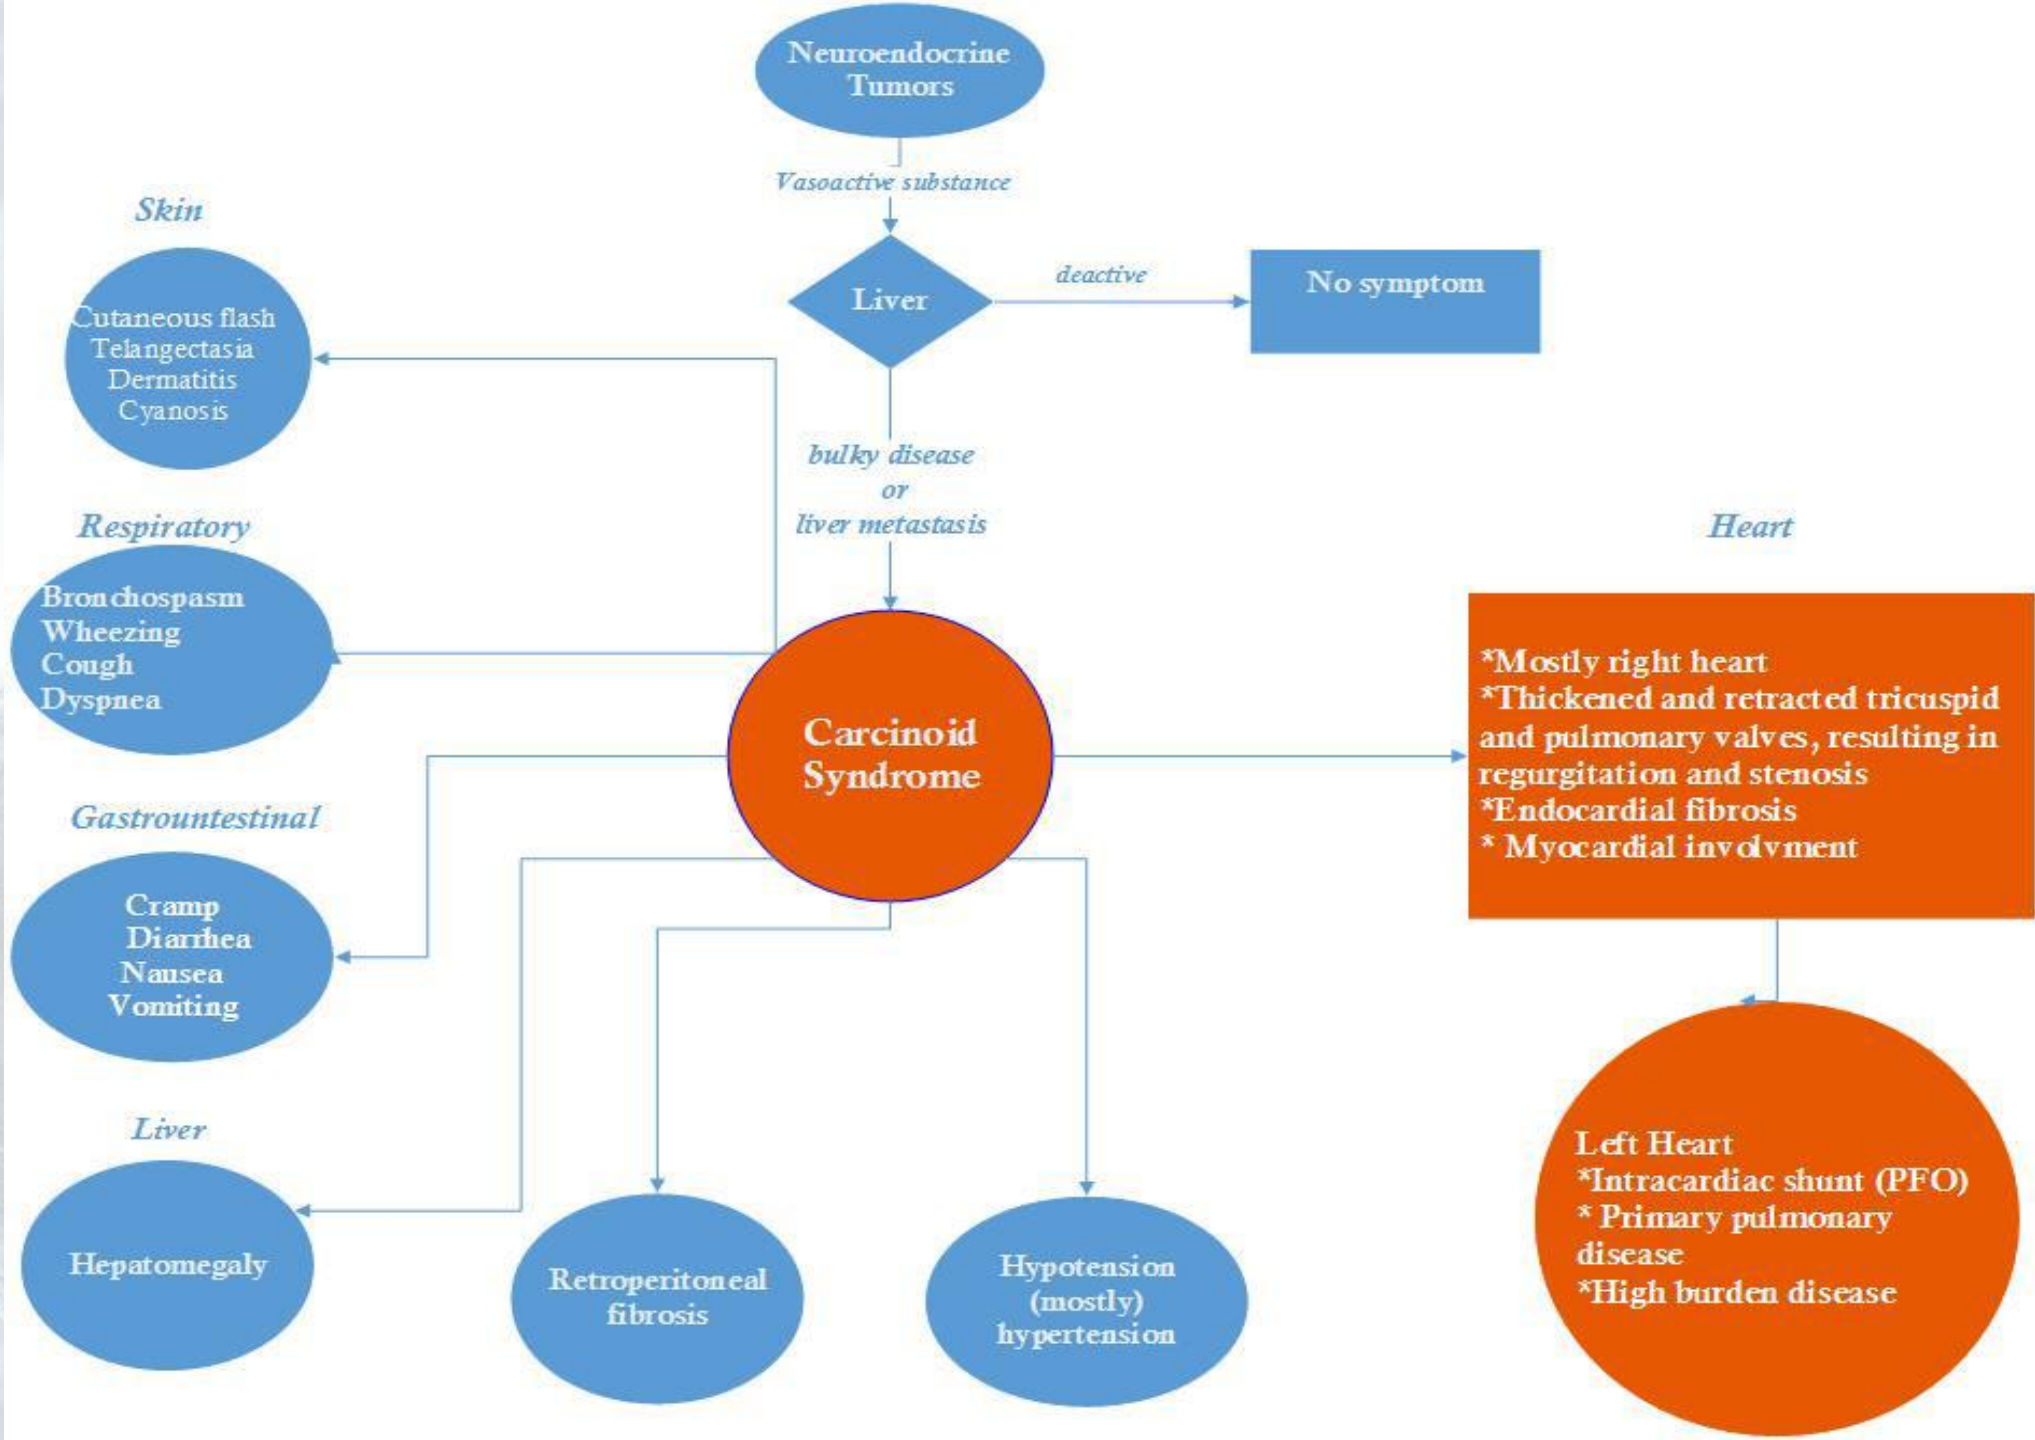 Neuroendocrine
Tumors
Vasoactive substance
Liver
deactive
No symptom
bulky disease
or
liver metastasis
Carcinoid
Syndrome
Skin
Cutaneous flash
Telangectasia
Dermatitis
Cyanosis
Respiratory
Bronchospasm
Wheezing
Cough
Dyspnea
Gastrountestinal
Cramp
Diarrhea
Nausea
Vomiting
Liver
Hepatomegaly
Retroperitoneal
fibrosis
Hypotension
(mostly)
hypertension
Heart
*Mostly right heart
*Thickened and retracted tricuspid
and pulmonary valves, resulting in
regurgitation and stenosis
*Endocardial fibrosis
* Myocardial involvment
Left Heart
*Intracardiac shunt (PFO)
* Primary pulmonary
disease
*High burden disease